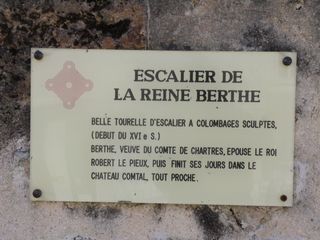 ESCALIER DE
LA REINE BERTHE
BELLE TOURELLE D'ESCALIER A COLOMBAGES SCULPTES,
(DEBUT DU XVI e S.)
BERTHE, VEUVE DU COMTE DE CHARTRES, EPOUSE LE ROI
ROBERT LE PIEUX, PUIS FINIT SES JOURS DANS LE
CHATEAU COMTAL, TOUT PROCHE.